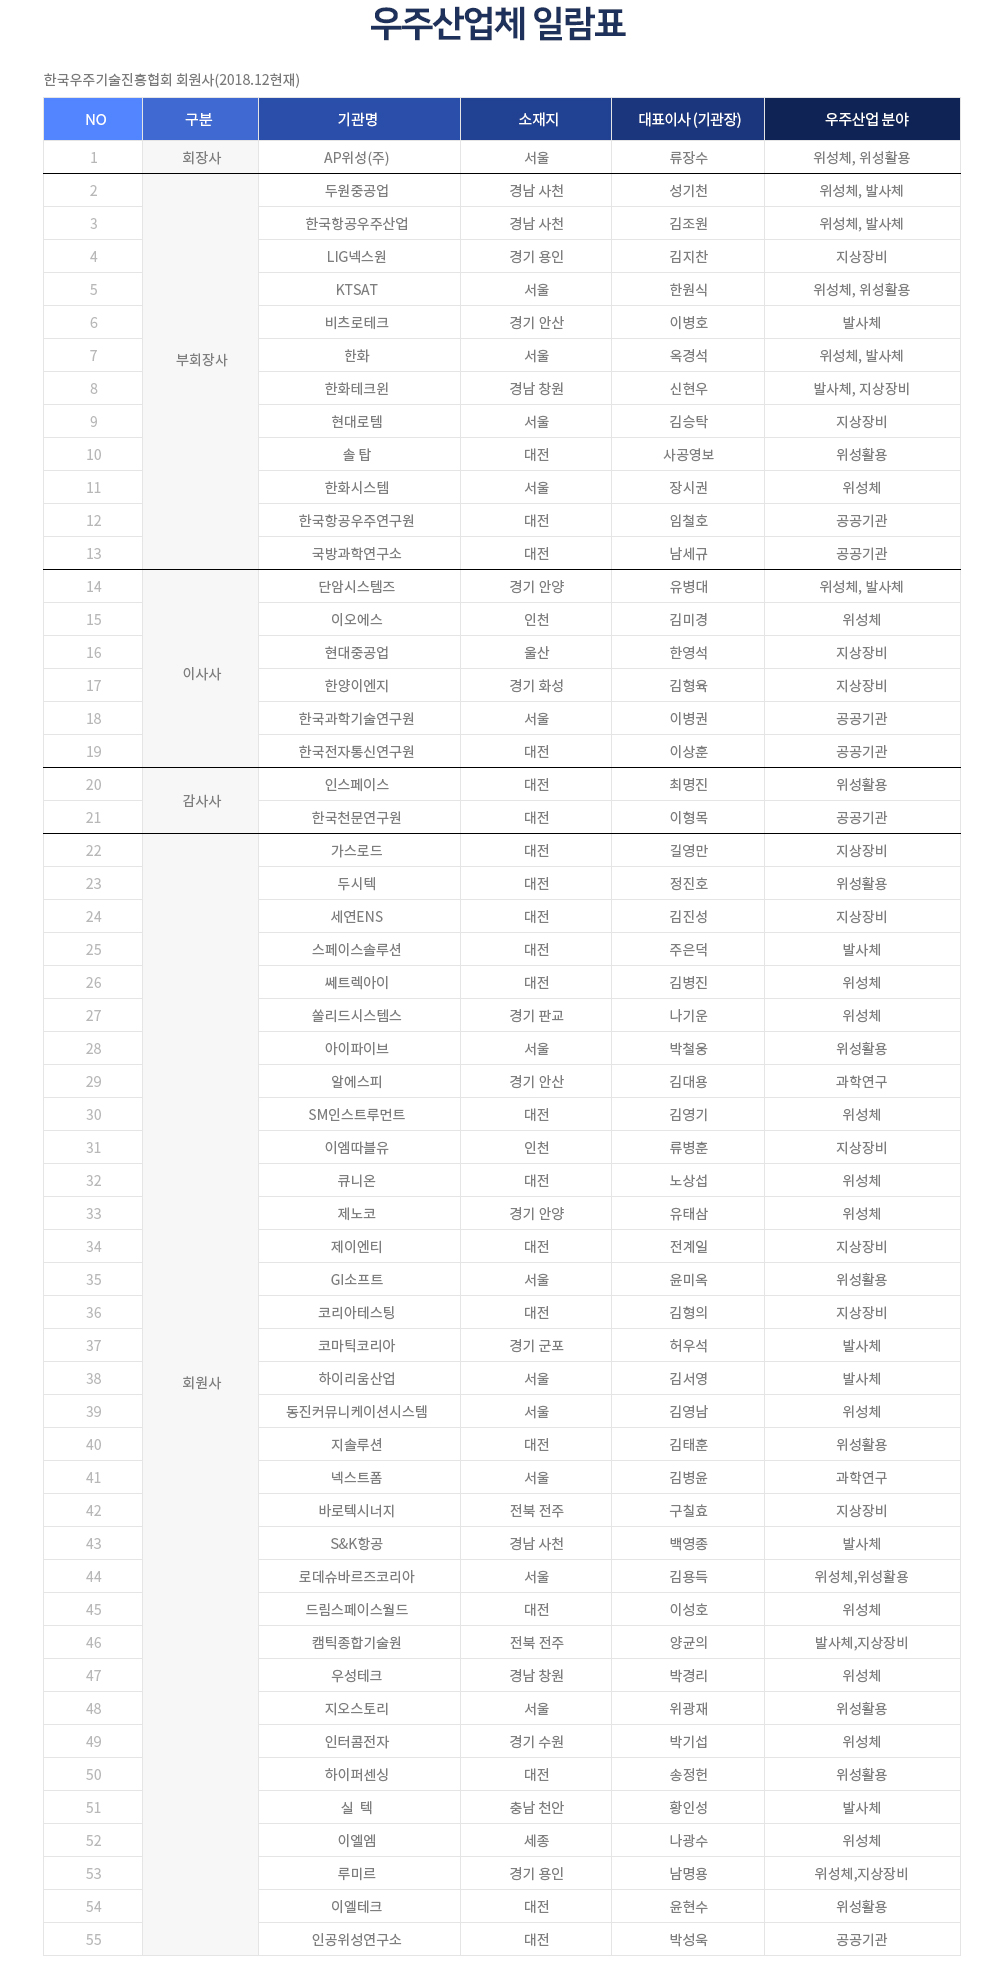 우주산업체 일람표
한국우주기술진흥협회 회원사(2018.12현재)
NO 구분 기관명 소재지 대표이사 (기관장) 우주산업 분야
1 회장사 AP위성(주) 서울 류장수 위성체, 위성활용
2 두원중공업 경남 사천 성기천 위성체, 발사체
3 한국항공우주산업 경남 사천 김조원 위성체, 발사체
4 LIG넥스원 경기 용인 김지찬 지상장비
5 KTSAT 서울 한원식 위성체, 위성활용
6 비츠로테크 경기 안산 이병호 발사체
7 한화 서울 옥경석 위성체, 발사체
부회장사
8 한화테크윈 경남 창원 신현우 발사체, 지상장비
9 현대로템 서울 김승탁 지상장비
10 솔 탑 대전 사공영보 위성활용
11 한화시스템 서울 장시권 위성체
12 한국항공우주연구원 대전 임철호 공공기관
13 국방과학연구소 대전 남세규 공공기관
14 단암시스템즈 경기 안양 유병대 위성체, 발사체
15 이오에스 인천 김미경 위성체
16 현대중공업 울산 한영석 지상장비
이사사
17 한양이엔지 경기 화성 김형육 지상장비
18 한국과학기술연구원 서울 이병권 공공기관
19 한국전자통신연구원 대전 이상훈 공공기관
20 인스페이스 대전 최명진 위성활용
감사사
21 한국천문연구원 대전 이형목 공공기관
22 가스로드 대전 길영만 지상장비
23 두시텍 대전 정진호 위성활용
24 세연ENS 대전 김진성 지상장비
25 스페이스솔루션 대전 주은덕 발사체
26 쎄트렉아이 대전 김병진 위성체
27 쏠리드시스템스 경기 판교 나기운 위성체
28 아이파이브 서울 박철웅 위성활용
29 알에스피 경기 안산 김대용 과학연구
30 SM인스트루먼트 대전 김영기 위성체
31 이엠따블유 인천 류병훈 지상장비
32 큐니온 대전 노상섭 위성체
33 제노코 경기 안양 유태삼 위성체
34 제이엔티 대전 전계일 지상장비
35 GI소프트 서울 윤미옥 위성활용
36 코리아테스팅 대전 김형의 지상장비
37 코마틱코리아 경기 군포 허우석 발사체
38 회원사 하이리움산업 서울 김서영 발사체
39 동진커뮤니케이션시스템 서울 김영남 위성체
40 지솔루션 대전 김태훈 위성활용
41 넥스트폼 서울 김병윤 과학연구
42 바로텍시너지 전북 전주 구칠효 지상장비
43 S&K항공 경남 사천 백영종 발사체
44 로데슈바르즈코리아 서울 김용득 위성체,위성활용
45 드림스페이스월드 대전 이성호 위성체
46 캠틱종합기술원 전북 전주 양균의 발사체,지상장비
47 우성테크 경남 창원 박경리 위성체
48 지오스토리 서울 위광재 위성활용
49 인터콤전자 경기 수원 박기섭 위성체
50 하이퍼센싱 대전 송정헌 위성활용
51 실 텍 충남 천안 황인성 발사체
52 이엘엠 세종 나광수 위성체
53 루미르 경기 용인 남명용 위성체,지상장비
54 이엘테크 대전 윤현수 위성활용
55 인공위성연구소 대전 박성욱 공공기관